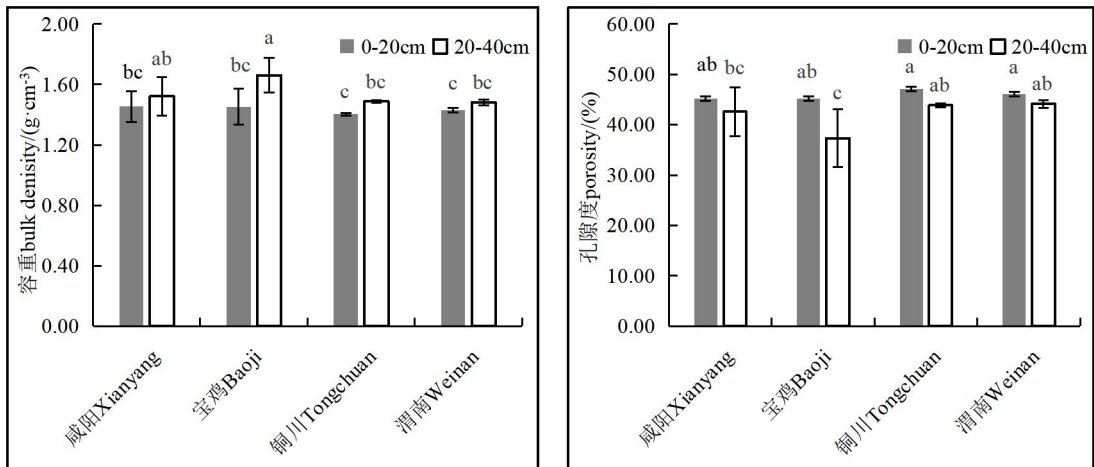 2.00
1.60
1.20
0.80
0.40
0.00
容重bulk denisity/(g·cm-³)
0-20cm 20-40cm
bc ab bc a c bc c bc
咸阳Xianyang
宝鸡Baoji
铜川Tongchuan
渭南Weinan
60.00
50.00
40.00
30.00
20.00
10.00
0.00
孔隙度porosity/(%)
0-20cm 20-40cm
ab bc ab c a ab a ab
咸阳Xianyang
宝鸡Baoji
铜川Tongchuan
渭南Weinan